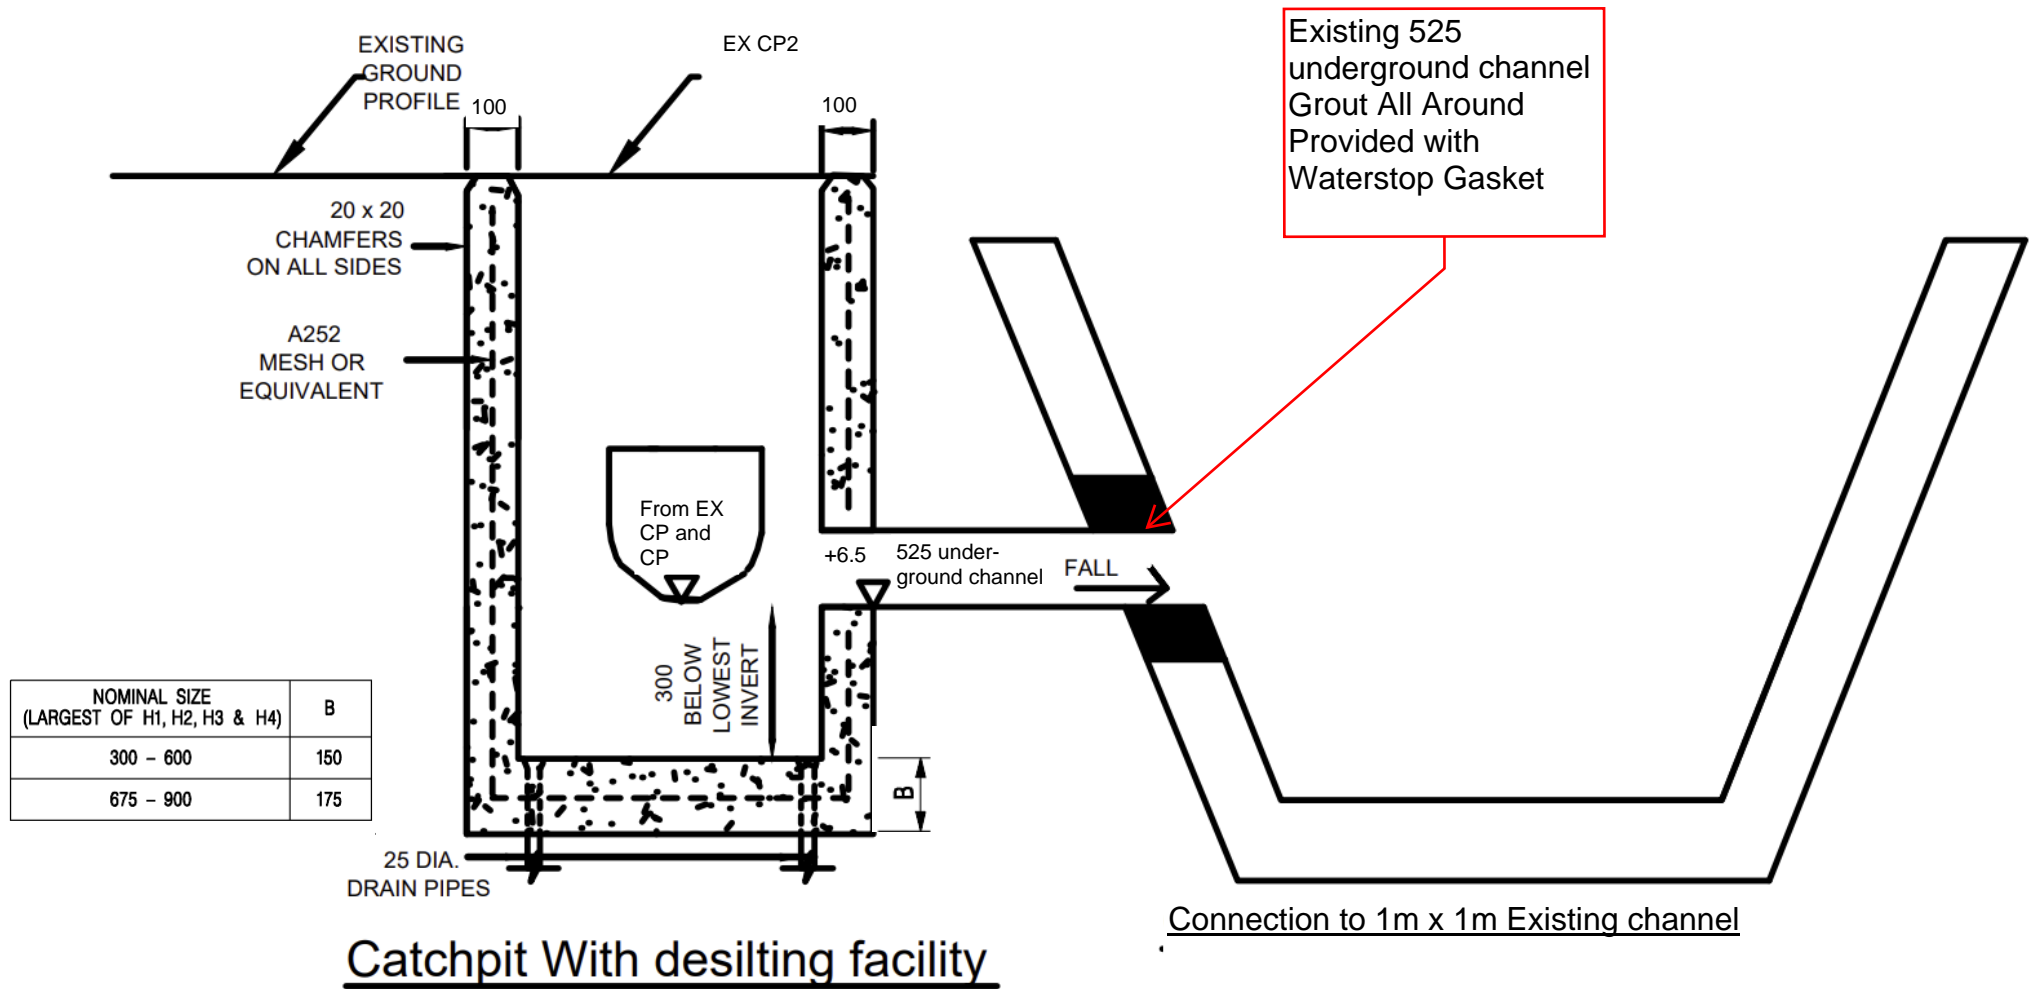 EXISTING
GROUND
PROFILE
EX CP2
100
100
Existing 525
underground channel
Grout All Around
Provided with
Waterstop Gasket
20 x 20
CHAMFERS
ON ALL SIDES
A252
MESH OR
EQUIVALENT
From EX
CP and
CP
+6.5
525 under-
ground channel
FALL
300
BELOW
LOWEST
INVERT
NOMINAL SIZE
(LARGEST OF H1, H2, H3 & H4)
B
300 – 600
150
675 – 900
175
B
25 DIA.
DRAIN PIPES
Connection to 1m x 1m Existing channel
Catchpit With desilting facility